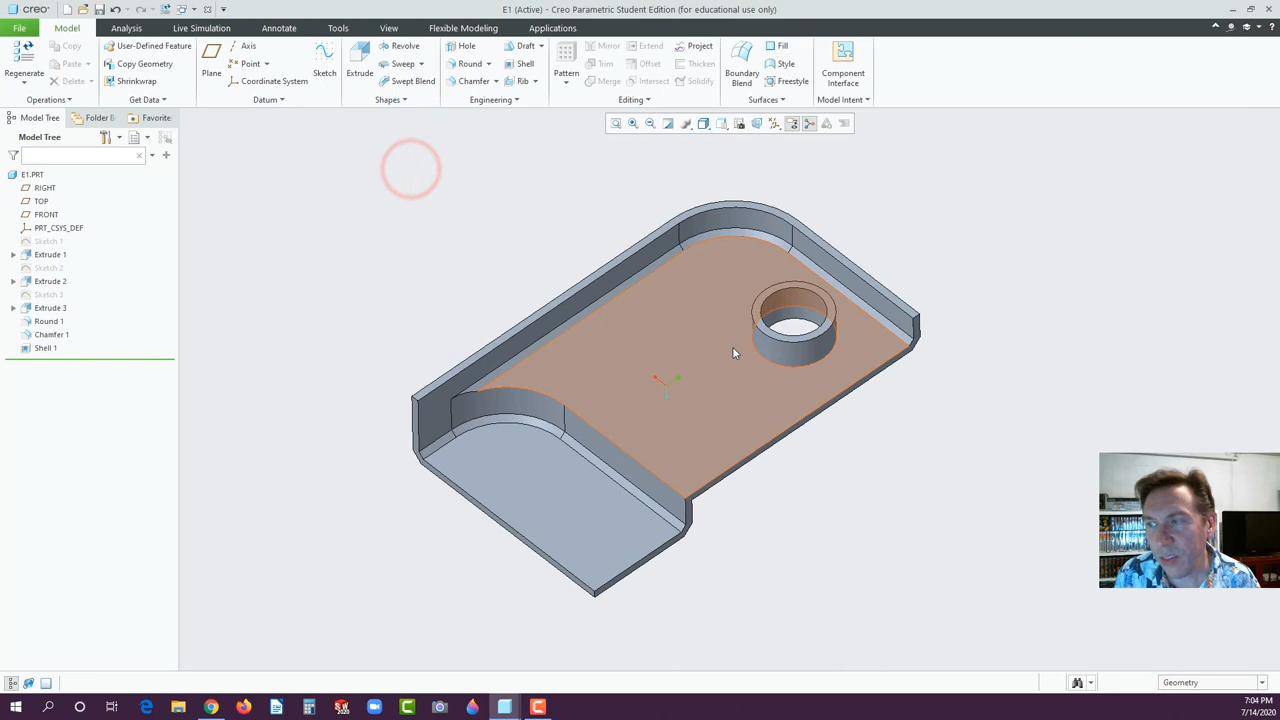 creo
E1 (Active) - Creo Parametric Student Edition (for educational use only)
File Model Analysis Live Simulation Annotate Tools View Flexible Modeling Applications
Regenerate
Copy
Paste
Delete
Operations
User-Defined Feature
Copy Geometry
Shrinkwrap
Get Data
Plane
Axis
Point
Coordinate System
Sketch
Datum
Extrude
Revolve
Sweep
Swept Blend
Shapes
Hole
Round
Chamfer
Draft
Shell
Rib
Engineering
Pattern
Mirror
Trim
Merge
Extend
Offset
Intersect
Project
Thicken
Solidify
Editing
Boundary
Blend
Fill
Style
Freestyle
Surfaces
Component
Interface
Model Intent
Model Tree Folder B Favorite
Model Tree
E1.PRT
RIGHT
TOP
FRONT
PRT_CSYS_DEF
Sketch 1
Extrude 1
Sketch 2
Extrude 2
Sketch 3
Extrude 3
Round 1
Chamfer 1
Shell 1
Geometry
7:04 PM
7/14/2020